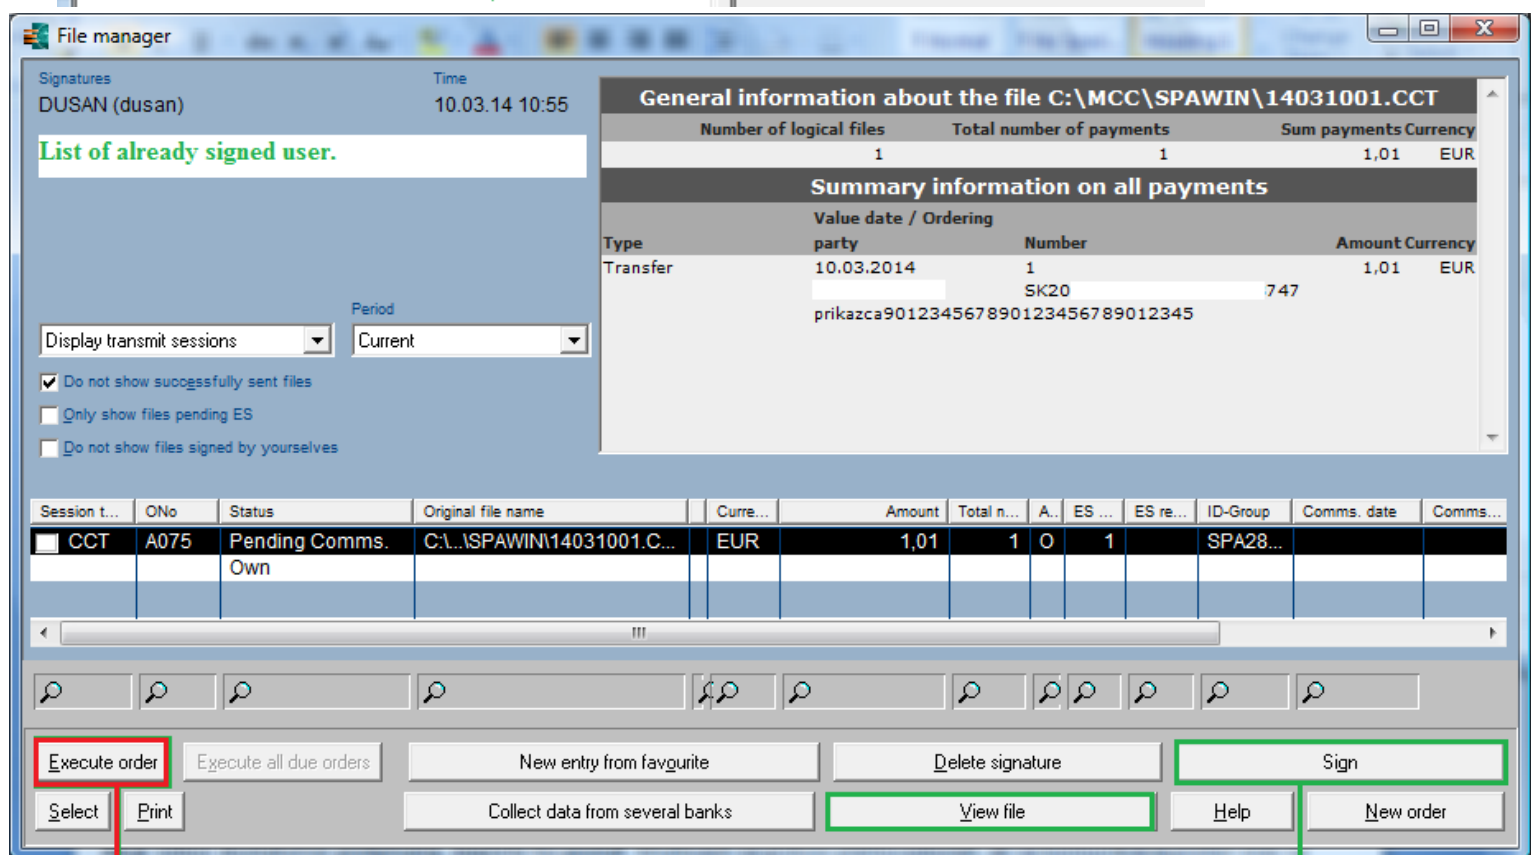 File manager
Signatures
Time
DUSAN (dusan)
10.03.14 10:55
List of already signed user.
Period
Display transmit sessions
Current
Do not show successfully sent files
Only show files pending ES
Do not show files signed by yourselves
General information about the file C:\MCC\SPAWIN\14031001.CCT
Number of logical files Total number of payments Sum payments Currency
1 1 1,01 EUR
Summary information on all payments
Value date / Ordering
Type party Number Amount Currency
Transfer 10.03.2014 1 1,01 EUR
SK20 747
prikazca901234567890123456789012345
Session t... ONo Status Original file name Curre... Amount Total n... A.. ES ... ES re... ID-Group Comms. date Comms...
CCT A075 Pending Comms. C:\...\SPAWIN\14031001.C... EUR 1,01 1 O 1 SPA28...
Own
Execute order Execute all due orders New entry from favourite Delete signature Sign
Select Print Collect data from several banks View file Help New order